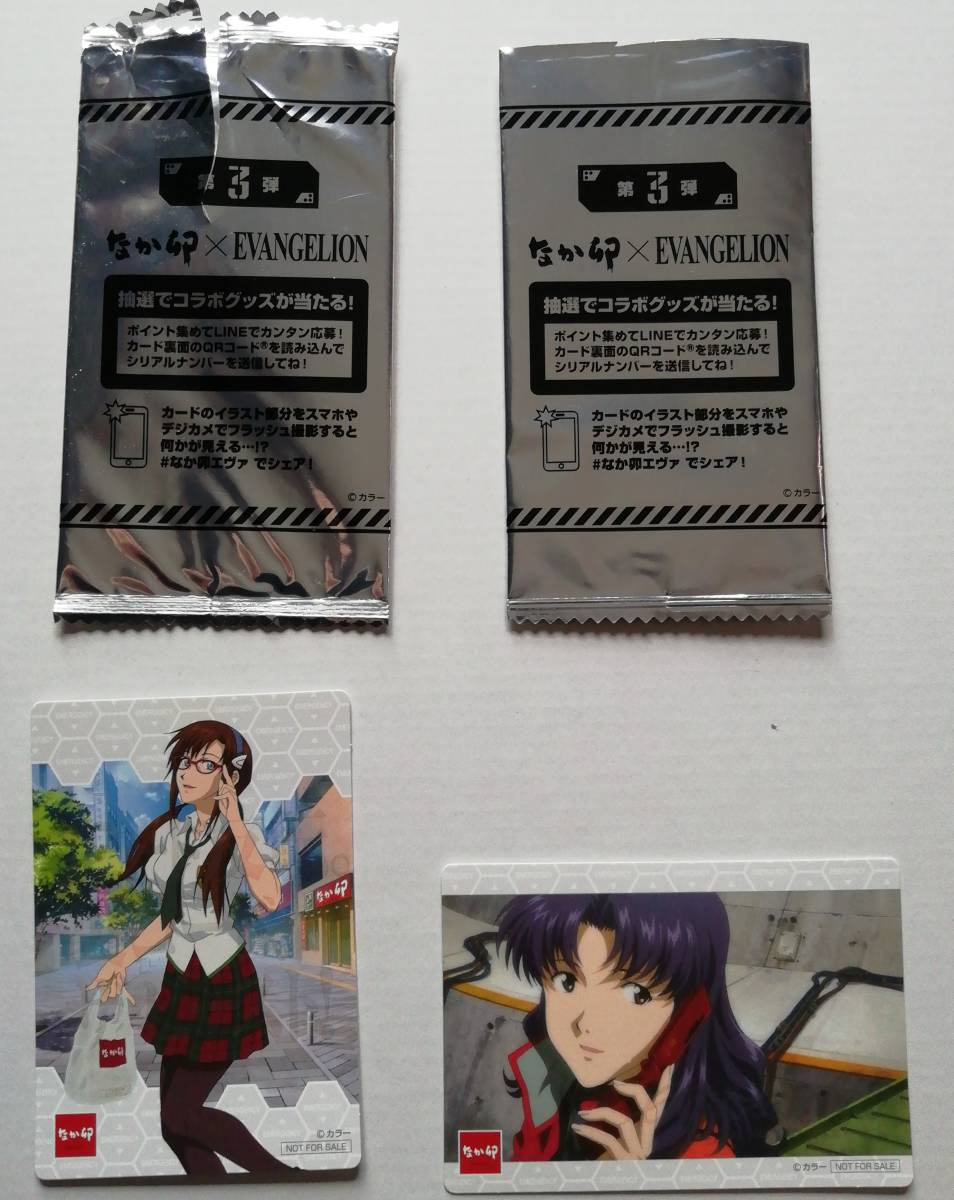 第3弾
なか卯×EVANGELION
抽選でコラボグッズが当たる!
ポイント集めてLINEでカンタン応募!
カード裏面のQRコード®を読み込んで
シリアルナンバーを送信してね!
カードのイラスト部分をスマホや
デジカメでフラッシュ撮影すると
何かが見える…!?
#なか卯エヴァ でシェア!
©カラー
第3弾
なか卯×EVANGELION
抽選でコラボグッズが当たる!
ポイント集めてLINEでカンタン応募!
カード裏面のQRコード®を読み込んで
シリアルナンバーを送信してね!
カードのイラスト部分をスマホや
デジカメでフラッシュ撮影すると
何かが見える…!?
#なか卯エヴァ でシェア!
©カラー
EMERGENCY
なか卯
なか卯
なか卯
©カラー
NOT FOR SALE
なか卯
©カラー
NOT FOR SALE